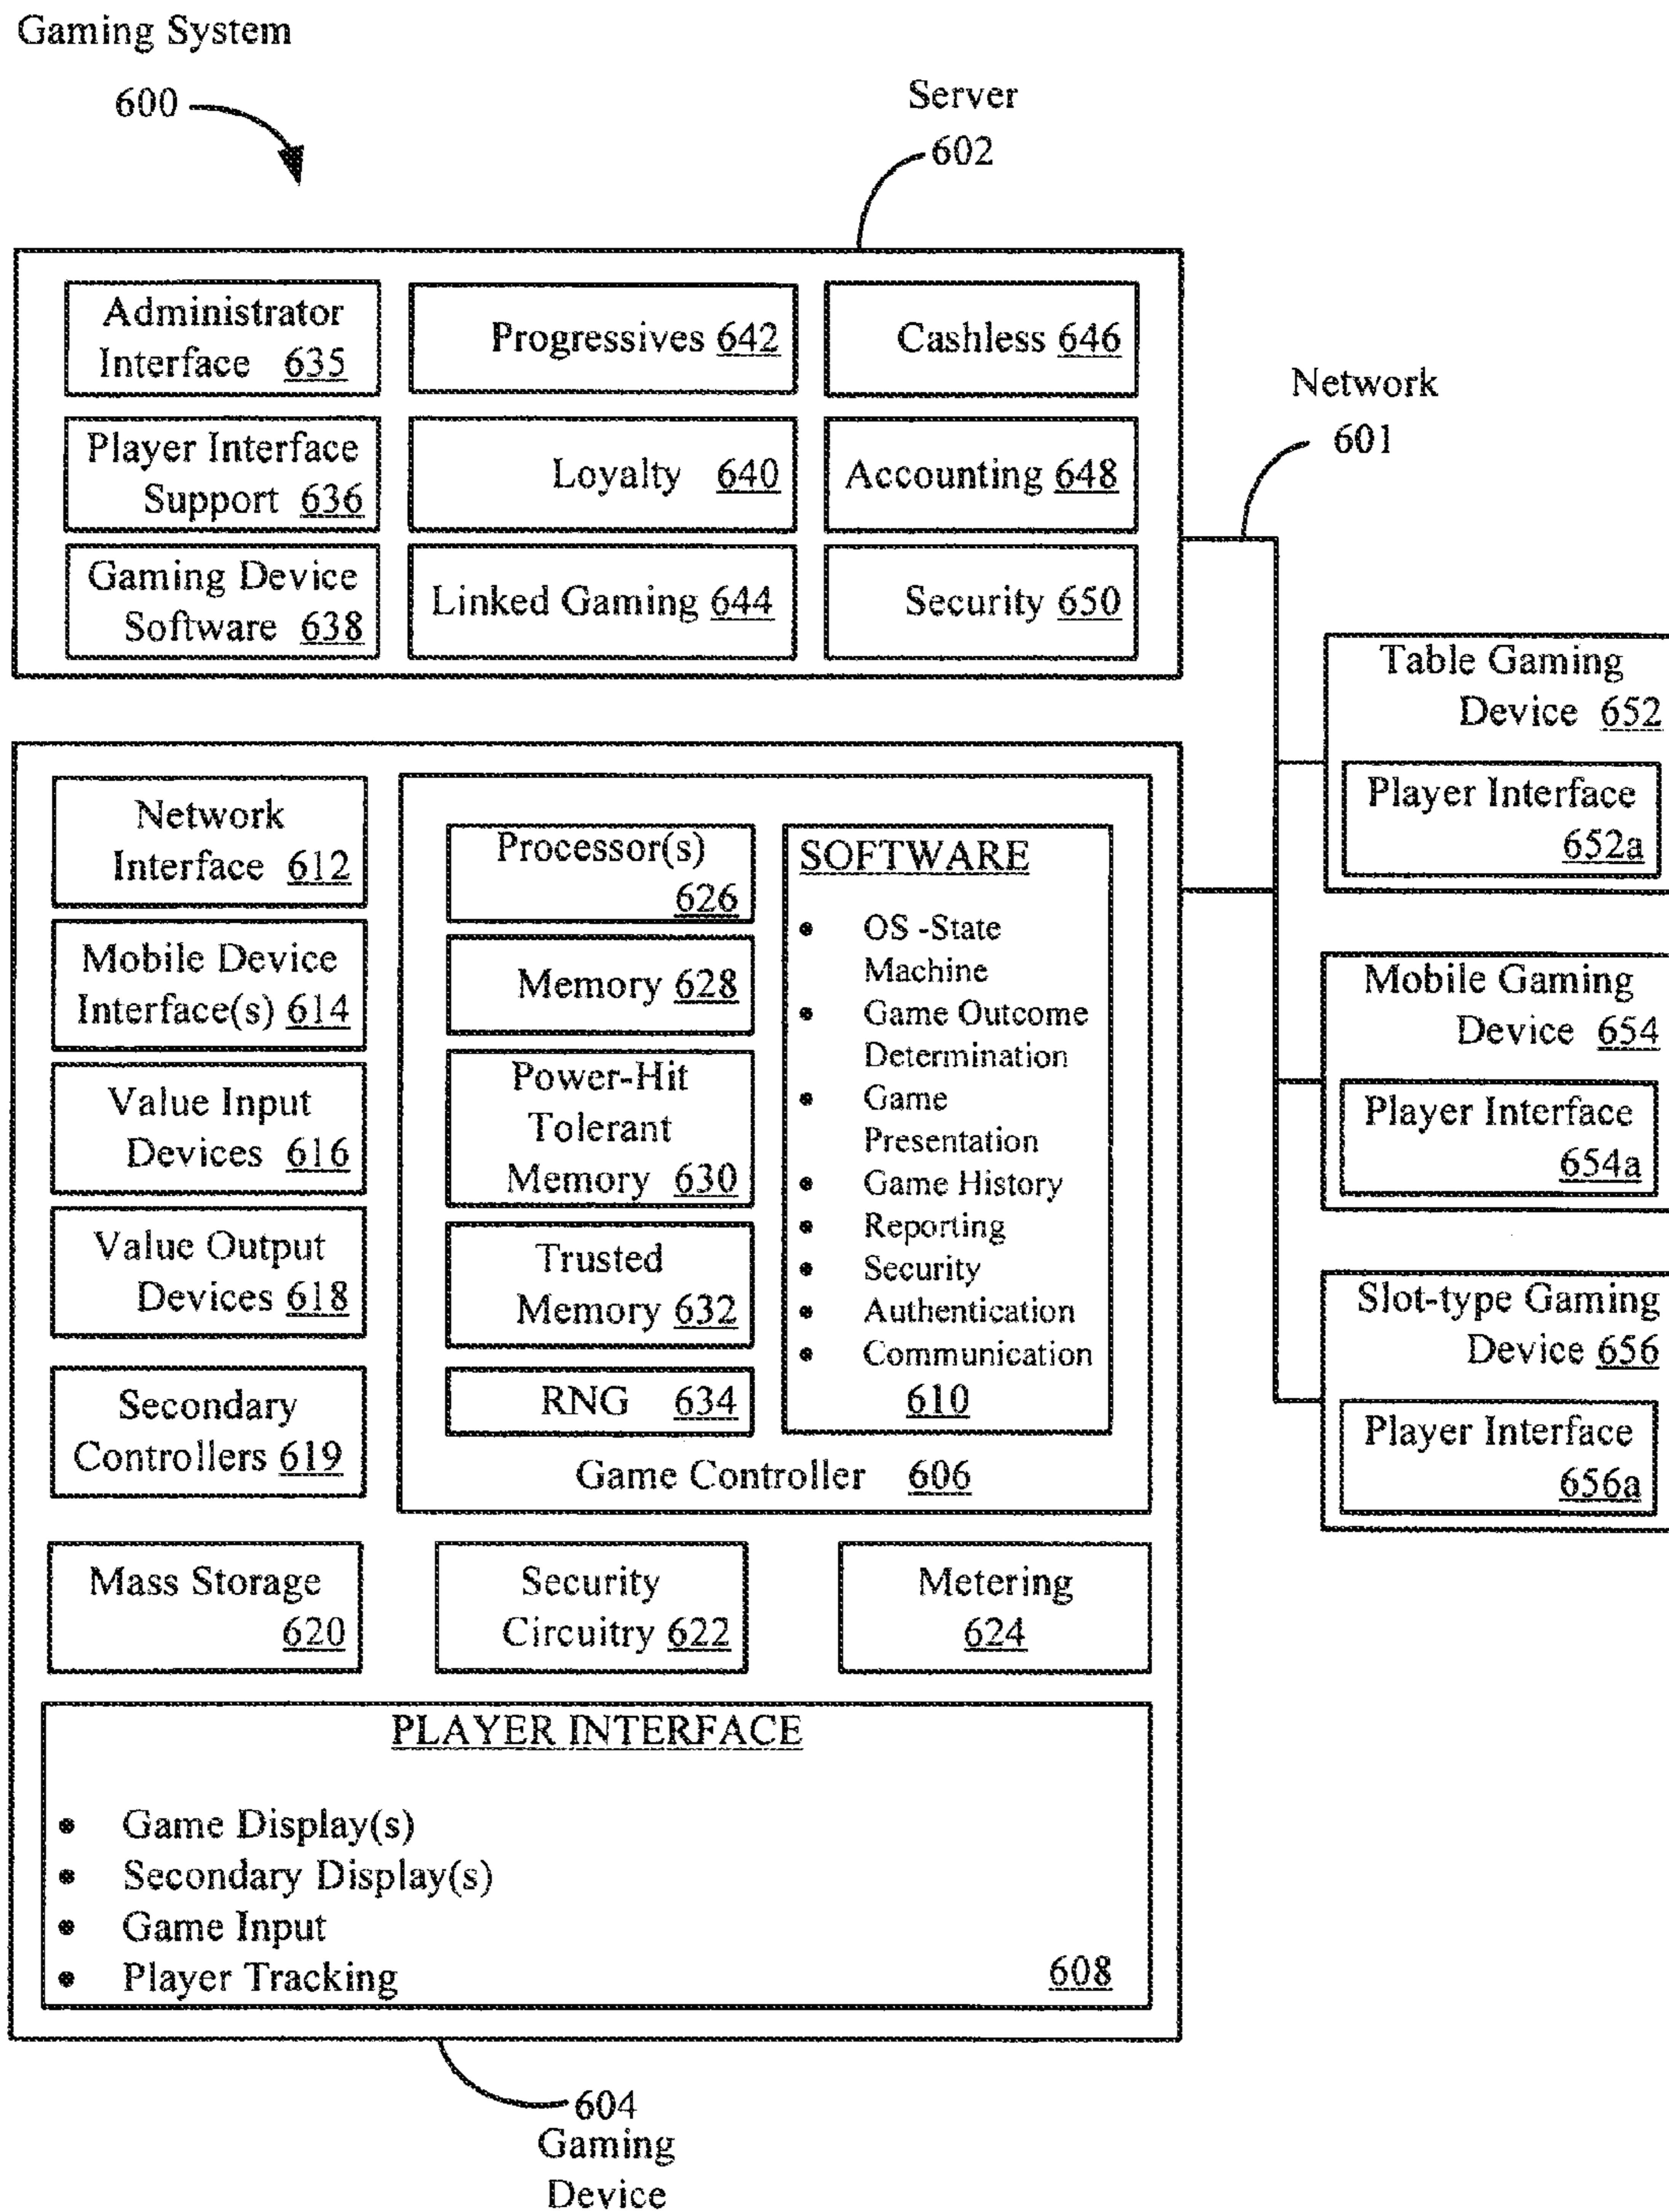 Gaming System
600
Server
602
Administrator
Interface 635
Progressives 642
Cashless 646
Player Interface
Support 636
Loyalty 640
Accounting 648
Gaming Device
Software 638
Linked Gaming 644
Security 650
Network
601
Table Gaming
Device 652
Player Interface
652a
Mobile Gaming
Device 654
Player Interface
654a
Slot-type Gaming
Device 656
Player Interface
656a
Network
Interface 612
Mobile Device
Interface(s) 614
Value Input
Devices 616
Value Output
Devices 618
Secondary
Controllers 619
Processor(s)
626
Memory 628
Power-Hit
Tolerant
Memory 630
Trusted
Memory 632
RNG 634
SOFTWARE
• OS -State
Machine
• Game Outcome
Determination
• Game
Presentation
• Game History
• Reporting
• Security
• Authentication
• Communication
610
Game Controller 606
Mass Storage
620
Security
Circuitry 622
Metering
624
PLAYER INTERFACE
• Game Display(s)
• Secondary Display(s)
• Game Input
• Player Tracking
608
604
Gaming
Device